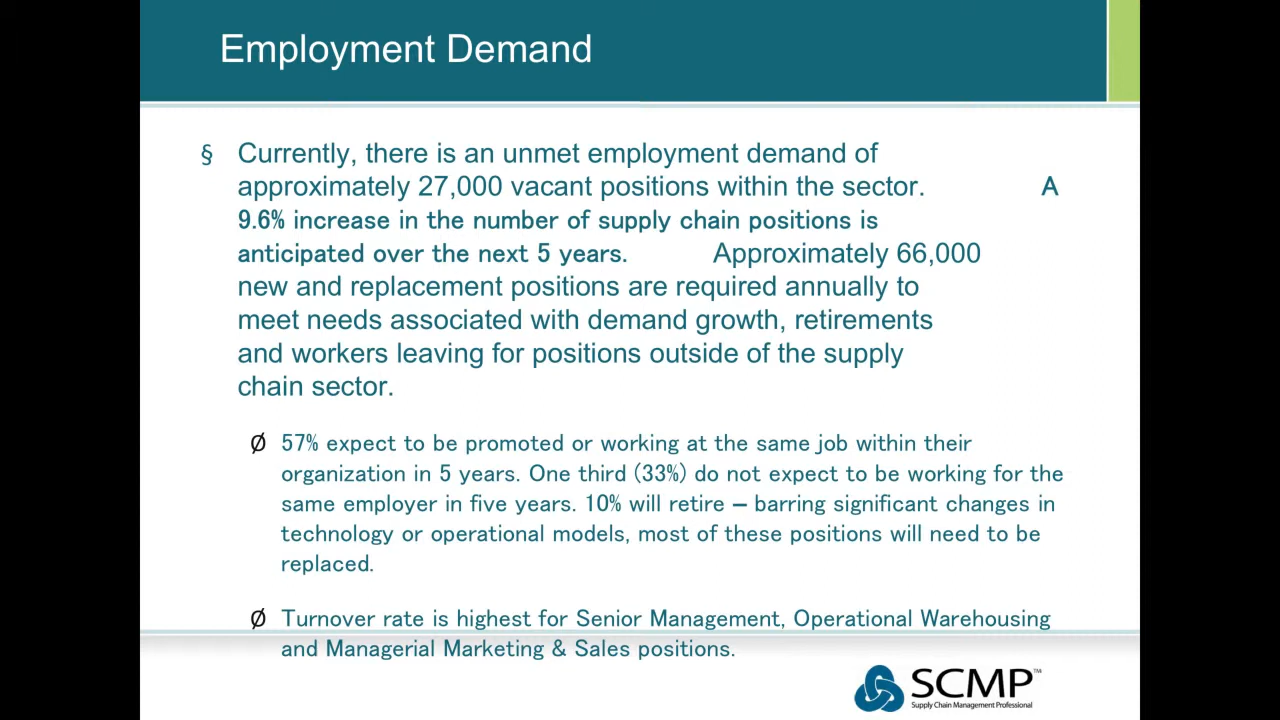 Employment Demand
§ Currently, there is an unmet employment demand of
approximately 27,000 vacant positions within the sector. A
9.6% increase in the number of supply chain positions is
anticipated over the next 5 years. Approximately 66,000
new and replacement positions are required annually to
meet needs associated with demand growth, retirements
and workers leaving for positions outside of the supply
chain sector.
Ø 57% expect to be promoted or working at the same job within their
organization in 5 years. One third (33%) do not expect to be working for the
same employer in five years. 10% will retire – barring significant changes in
technology or operational models, most of these positions will need to be
replaced.
Ø Turnover rate is highest for Senior Management, Operational Warehousing
and Managerial Marketing & Sales positions.
SCMP™
Supply Chain Management Professional